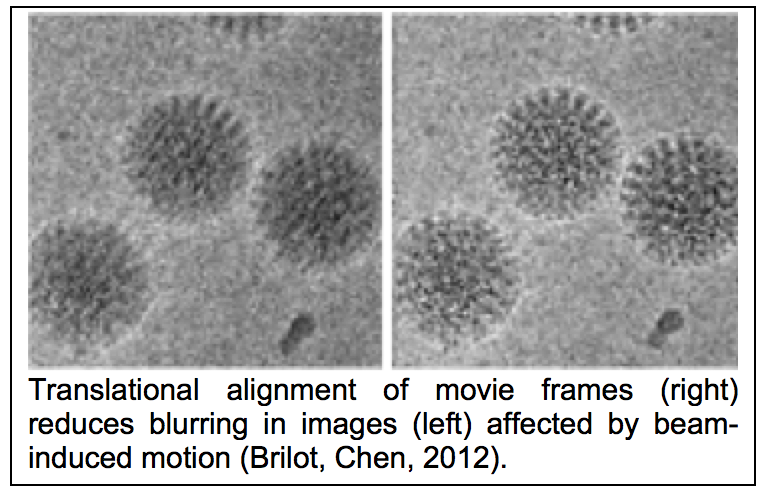 Translational alignment of movie frames (right)
reduces blurring in images (left) affected by beam-
induced motion (Brilot, Chen, 2012).